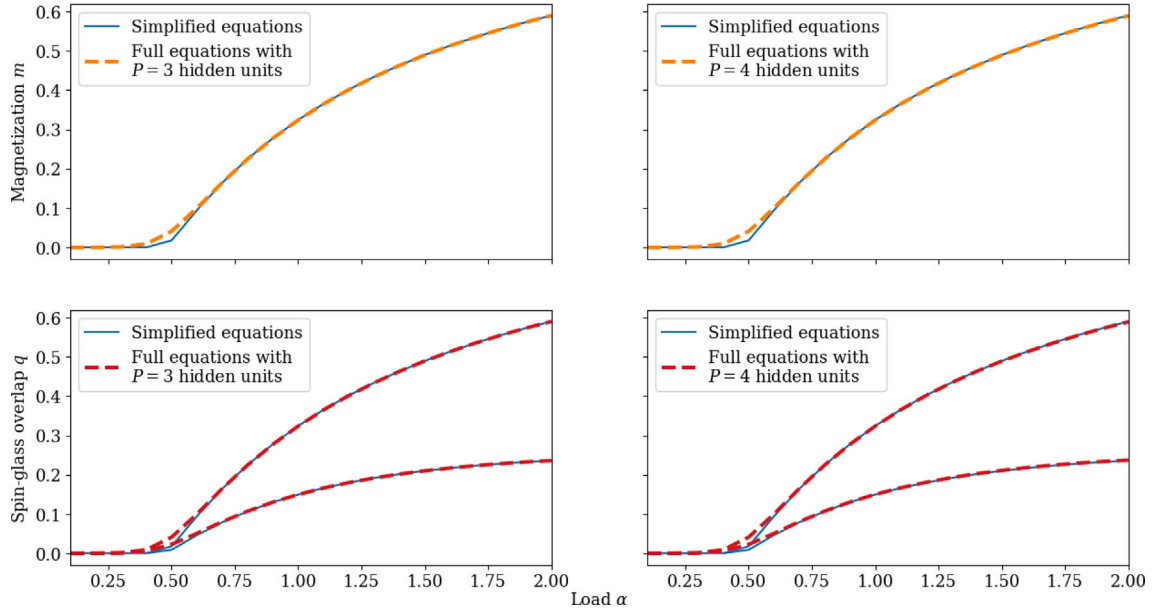 Simplified equations
Full equations with
P = 3 hidden units
Magnetization m
0.6
0.5
0.4
0.3
0.2
0.1
0.0
Simplified equations
Full equations with
P = 4 hidden units
Simplified equations
Full equations with
P = 3 hidden units
Spin-glass overlap q
0.6
0.5
0.4
0.3
0.2
0.1
0.0
0.25 0.50 0.75 1.00 1.25 1.50 1.75 2.00
Simplified equations
Full equations with
P = 4 hidden units
0.25 0.50 0.75 1.00 1.25 1.50 1.75 2.00
Load α